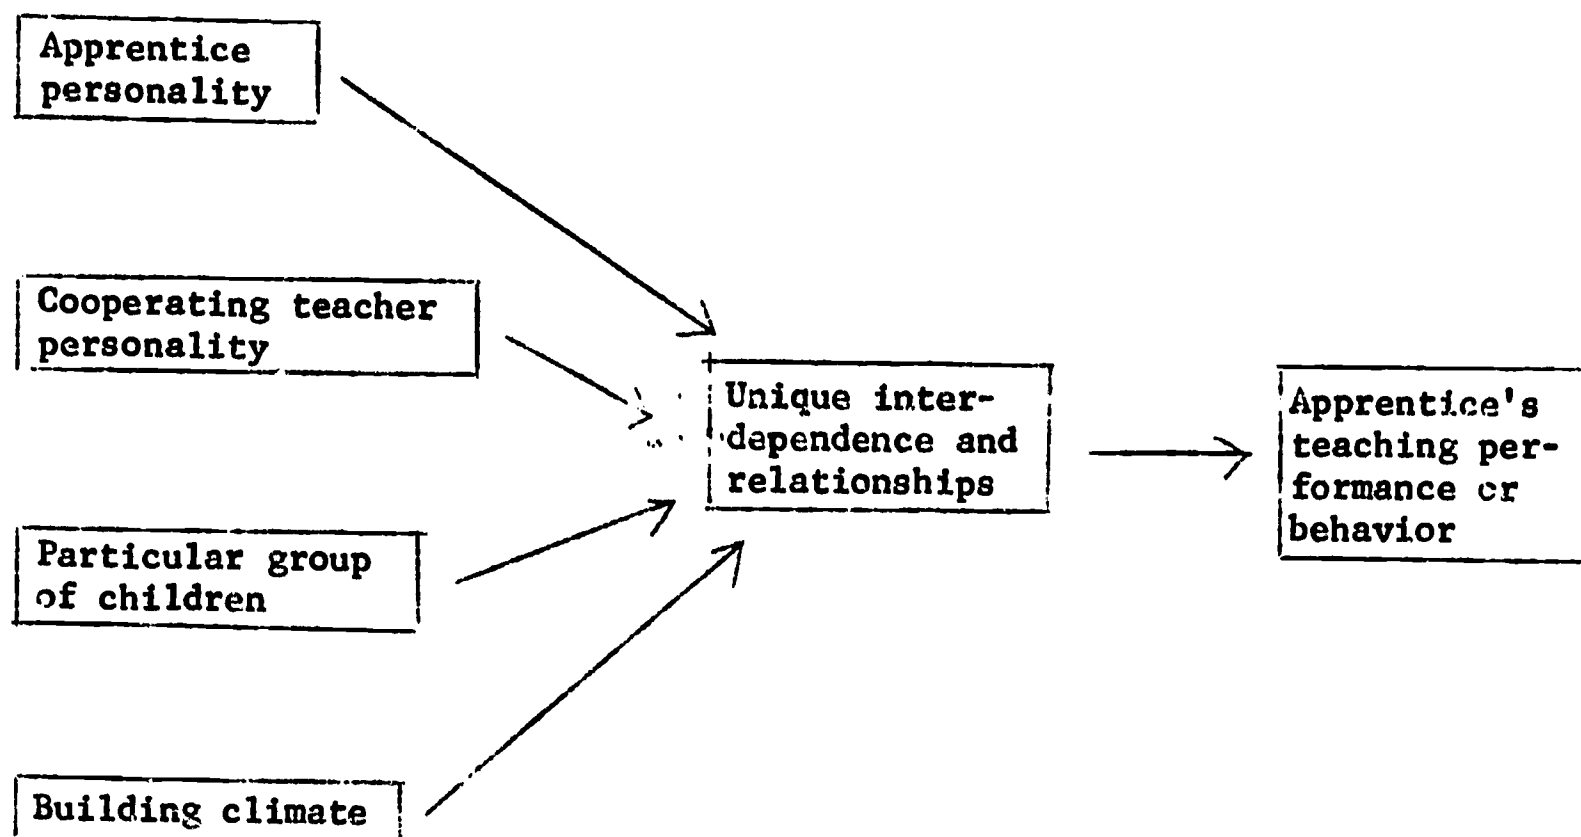 Apprentice
personality
Cooperating teacher
personality
Particular group
of children
Building climate
Unique inter-
dependence and
relationships
Apprentice's
teaching per-
formance or
behavior